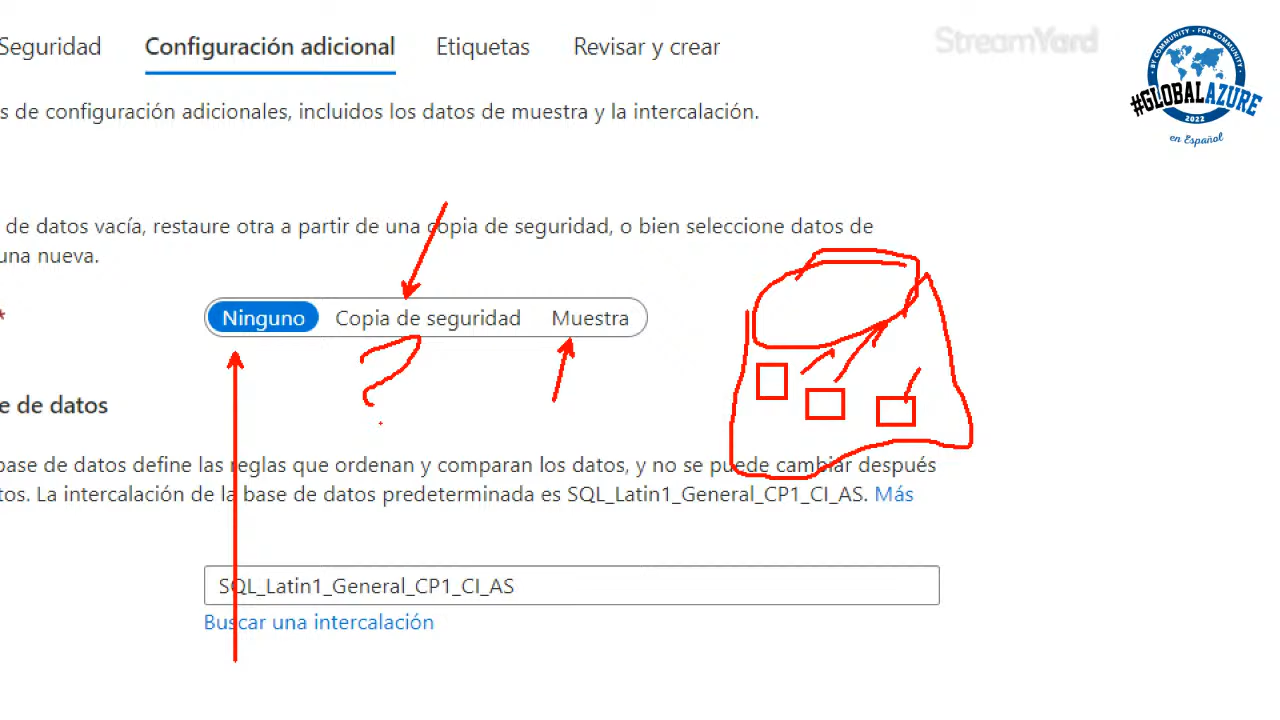 Seguridad Configuración adicional Etiquetas Revisar y crear
StreamYard
BY COMMUNITY · FOR COMMUNITY
#GLOBALAZURE
2022
en Español
s de configuración adicionales, incluidos los datos de muestra y la intercalación.
de datos vacía, restaure otra a partir de una copia de seguridad, o bien seleccione datos de
una nueva.
* Ninguno Copia de seguridad Muestra
?
e de datos
base de datos define las reglas que ordenan y comparan los datos, y no se puede cambiar después
tos. La intercalación de la base de datos predeterminada es SQL_Latin1_General_CP1_CI_AS. Más
SQL_Latin1_General_CP1_CI_AS
Buscar una intercalación